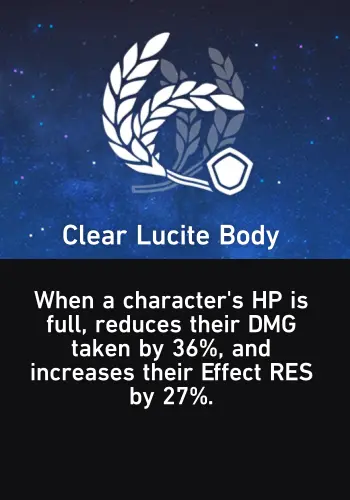 Clear Lucite Body
When a character's HP is
full, reduces their DMG
taken by 36%, and
increases their Effect RES
by 27%.